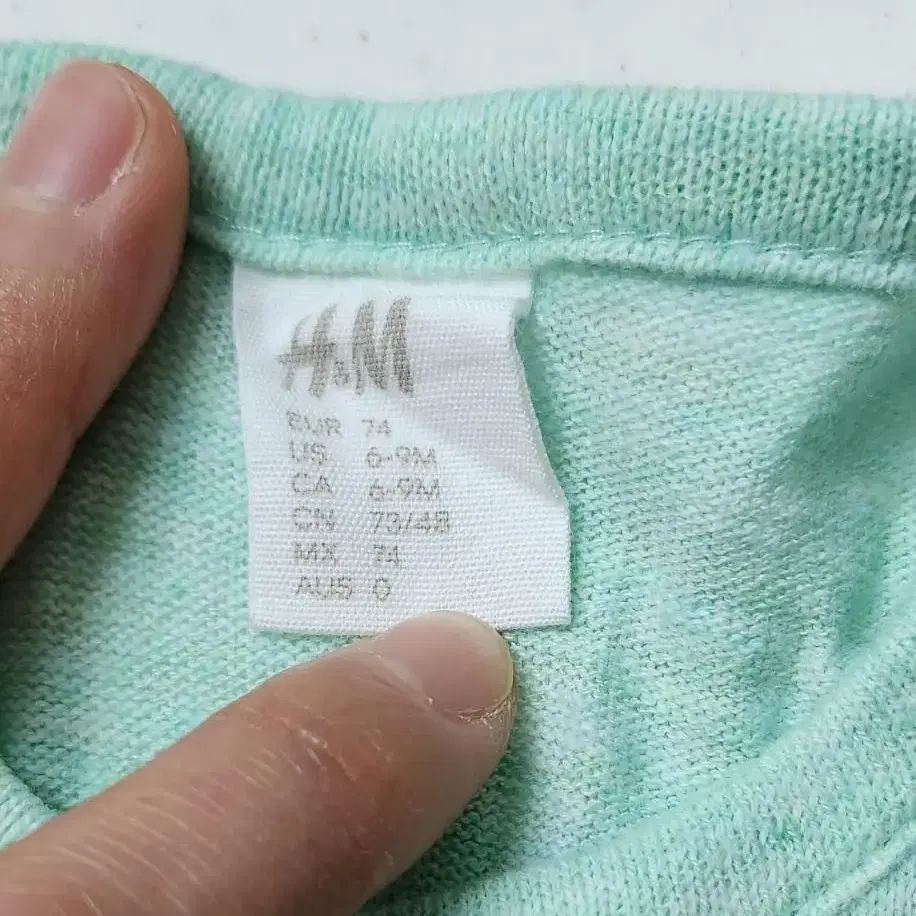 H&M
EUR 74
US 6-9M
CA 6-9M
CN 73/48
MX 74
AUS 0